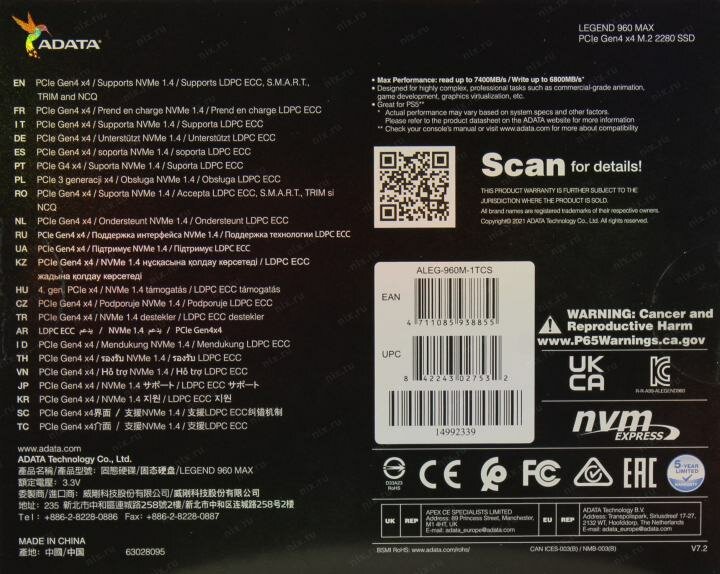 ADATA
LEGEND 960 MAX
PCIe Gen4 x4 M.2 2280 SSD
EN PCIe Gen4 x4 / Supports NVMe 1.4 / Supports LDPC ECC, S.M.A.R.T.,
TRIM and NCQ
FR PCIe Gen4 x4 / Prend en charge NVMe 1.4 / Prend en charge LDPC ECC
IT PCIe Gen4 x4 / Supporta NVMe 1.4 / Supporta LDPC ECC
DE PCIe Gen4 x4 / Unterstützt NVMe 1.4 / Unterstützt LDPC ECC
ES PCIe Gen4 x4 / soporta NVMe 1.4 / soporta LDPC ECC
PT PCIe G4 x4 / Suporta NVMe 1.4 / Suporta LDPC ECC
PL PCIe 3 generacji x4 / Obsługa NVMe 1.4 / Obsługa LDPC ECC
RO PCIe Gen4 x4 / Suporta NVMe 1.4 / Accepta LDPC ECC, S.M.A.R.T., TRIM si
NCQ
NL PCIe Gen4 x4 / Ondersteunt NVMe 1.4 / Ondersteunt LDPC ECC
RU PCIe Gen4 x4 / Поддержка интерфейса NVMe 1.4 / Поддержка технологии LDPC ECC
UA PCIe Gen4 x4 / Підтримує NVMe 1.4 / Підтримує LDPC ECC
KZ PCIe Gen4 x4 / NVMe 1.4 нұсқасына қолдау көрсетеді / LDPC ECC
жадына қолдау көрсетеді
HU 4. gen. PCIe x4 / NVMe 1.4 támogatás / LDPC ECC támogatás
CZ PCIe Gen4 x4 / Podporuje NVMe 1.4 / Podporuje LDPC ECC
TR PCIe Gen4 x4 / NVMe 1.4 destekler / LDPC ECC destekler
AR LDPC ECC يدعم / NVMe 1.4 يدعم / PCIe Gen4x4
ID PCIe Gen4 x4 / Mendukung NVMe 1.4 / Mendukung LDPC ECC
TH PCIe Gen4 x4 / รองรับ NVMe 1.4 / รองรับ LDPC ECC
VN PCIe Gen4 x4 / Hỗ trợ NVMe 1.4 / Hỗ trợ LDPC ECC
JP PCIe Gen4 x4 / NVMe 1.4 サポート / LDPC ECC サポート
KR PCIe Gen4 x4 / NVMe 1.4 지원 / LDPC ECC 지원
SC PCIe Gen4 x4界面 / 支援NVMe 1.4 / 支援LDPC ECC纠错机制
TC PCIe Gen4 x4介面 / 支援NVMe 1.4 / 支援LDPC ECC
www.adata.com
ADATA Technology Co., Ltd.
產品名稱/產品型號: 固態硬碟/固态硬盘/LEGEND 960 MAX
額定電壓: 3.3V
委製商/進口商: 威剛科技股份有限公司/威刚科技股份有限公司
地址: 235 新北市中和區連城路258號2樓/新北市中和区连城路258号2楼
Tel: +886-2-8228-0886 Fax: +886-2-8228-0887
MADE IN CHINA
產地: 中國/中国
63028095
• Max Performance: read up to 7400MB/s / Write up to 6800MB/s*
• Designed for highly complex, professional tasks such as commercial-grade animation,
game development, graphics virtualization, etc.
• Great for PS5**
* Actual performance may vary based on system specs and other factors.
Please refer to the product datasheet on the ADATA website for more information
** Check your console's manual or visit www.adata.com for more about compatibility
Scan for details!
THIS PRODUCT WARRANTY IS FURTHER SUBJECT TO THE
JURISDICTION WHERE THE PRODUCT IS SOLD.
All brand names are registered trademarks of their respective owners.
Copyright© 2021 ADATA Technology Co., Ltd. All rights reserved.
ALEG-960M-1TCS
EAN
4 711085 938855
UPC
8 42243 02753 2
14992339
WARNING: Cancer and
Reproductive Harm
www.P65Warnings.ca.gov
UK
CA
R-R-A09-ALEGEND960
nvm
EXPRESS
D33A23
RoHS
CE
FC
EAC
5-YEAR
LIMITED
WARRANTY
UK REP
APEX CE SPECIALISTS LIMITED
Address: 89 Princess Street, Manchester,
M1 4HT, UK
e-mail: adata_europe@adata.com
EU REP
ADATA Technology B.V.
Address: Transpolispark, Siriusdreef 17-27,
2132 WT, Hoofddorp, The Netherlands
E-mail: adata_europe@adata.com
BSMI RoHS: www.adata.com/rohs/
CAN ICES-003(B) / NMB-003(B)
V7.2
nix.ru